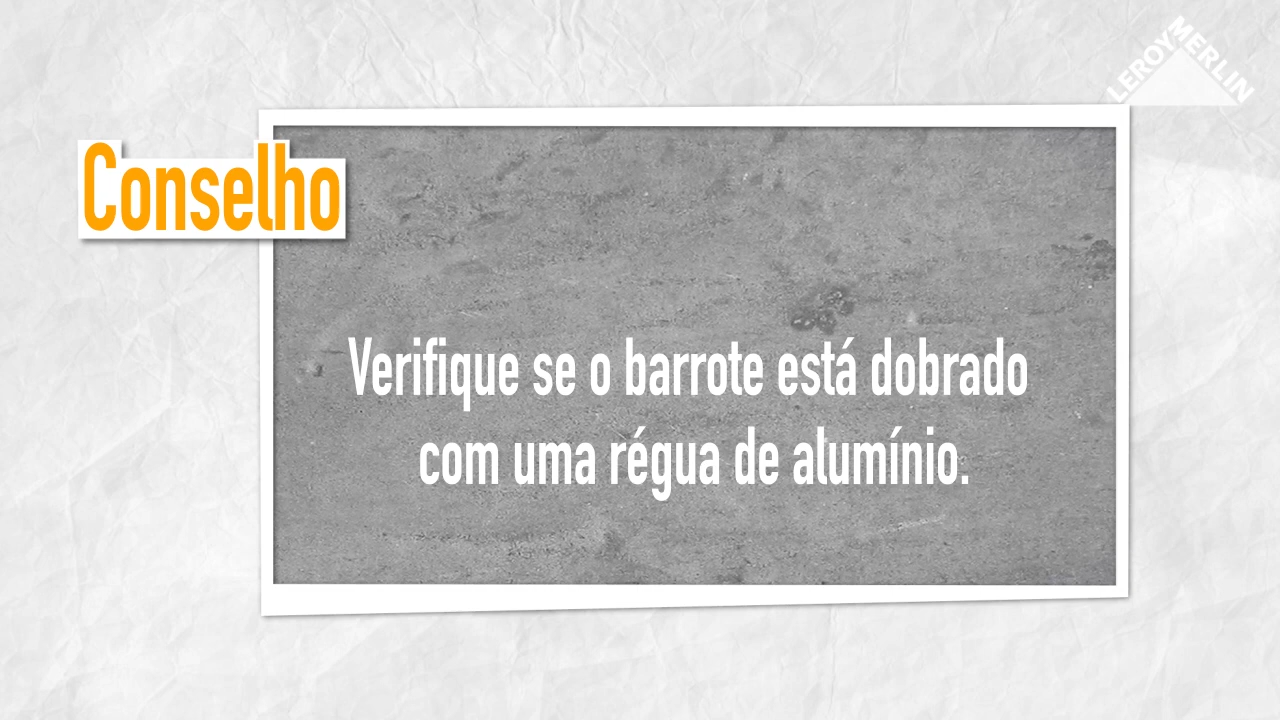 LEROY MERLIN
Conselho
Verifique se o barrote está dobrado
com uma régua de alumínio.